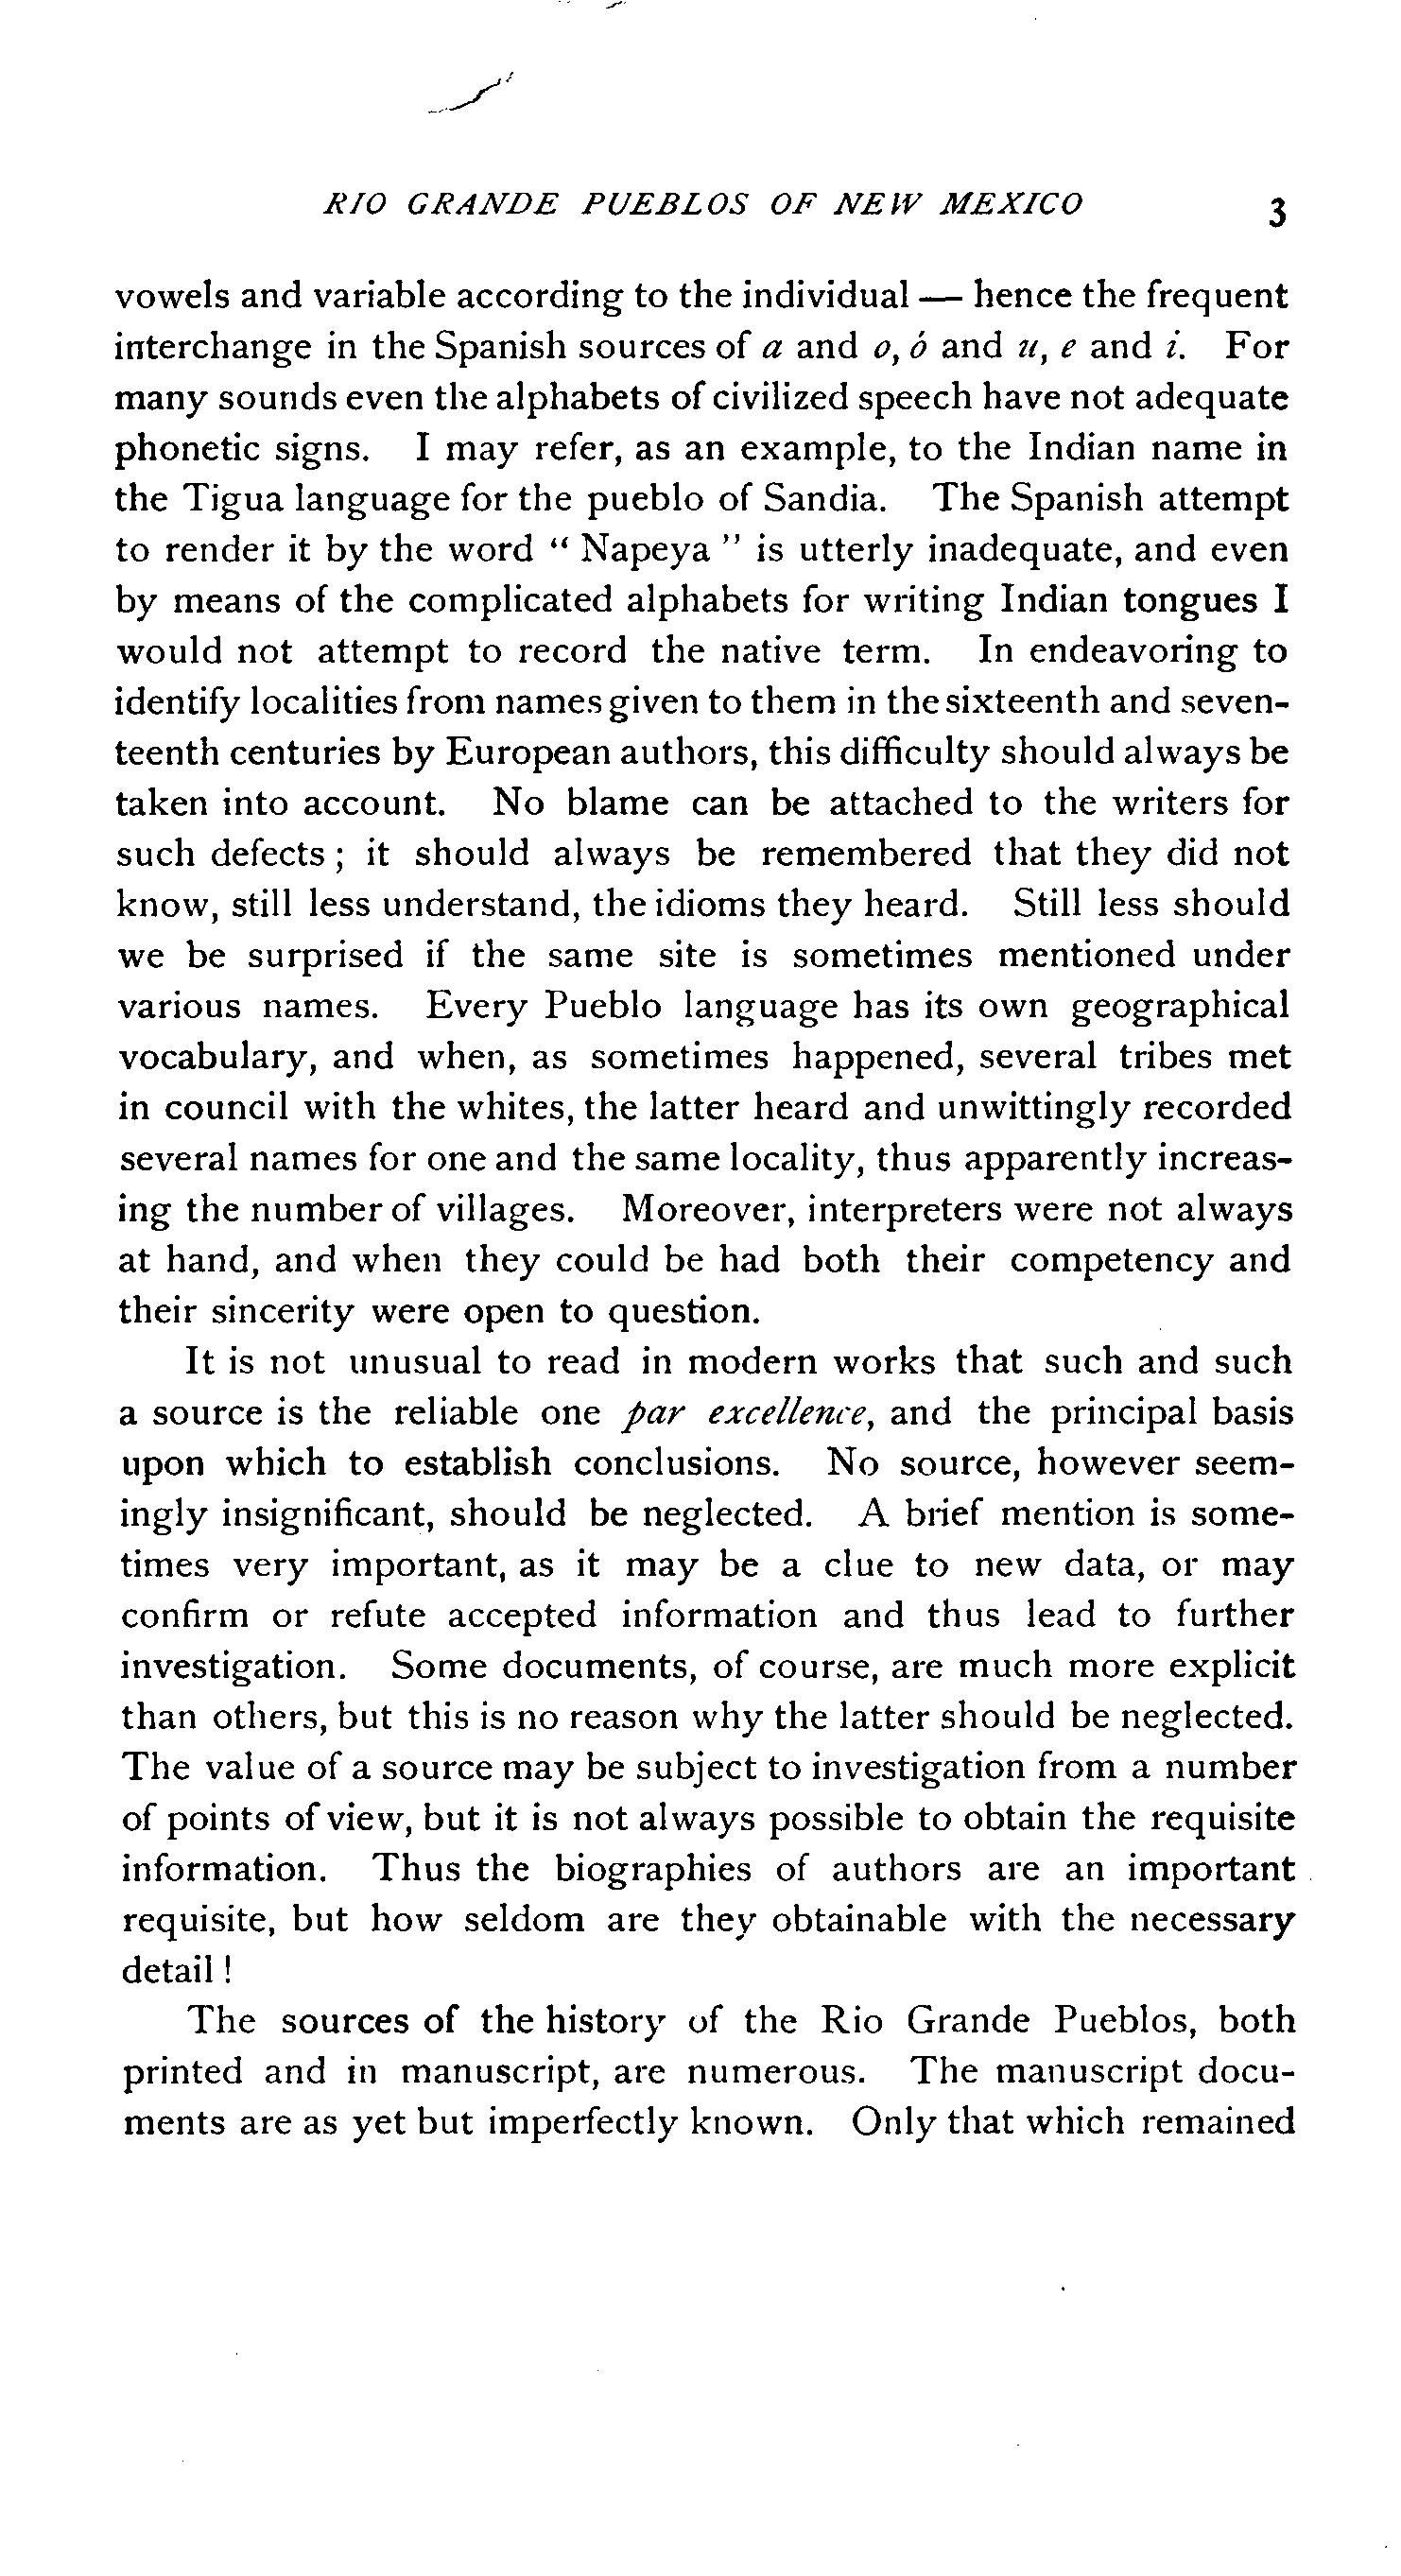 RIO GRANDE PUEBLOS OF NEW MEXICO 3
vowels and variable according to the individual — hence the frequent
interchange in the Spanish sources of a and o, ó and u, e and i. For
many sounds even the alphabets of civilized speech have not adequate
phonetic signs. I may refer, as an example, to the Indian name in
the Tigua language for the pueblo of Sandia. The Spanish attempt
to render it by the word “ Napeya ” is utterly inadequate, and even
by means of the complicated alphabets for writing Indian tongues I
would not attempt to record the native term. In endeavoring to
identify localities from names given to them in the sixteenth and seven-
teenth centuries by European authors, this difficulty should always be
taken into account. No blame can be attached to the writers for
such defects ; it should always be remembered that they did not
know, still less understand, the idioms they heard. Still less should
we be surprised if the same site is sometimes mentioned under
various names. Every Pueblo language has its own geographical
vocabulary, and when, as sometimes happened, several tribes met
in council with the whites, the latter heard and unwittingly recorded
several names for one and the same locality, thus apparently increas-
ing the number of villages. Moreover, interpreters were not always
at hand, and when they could be had both their competency and
their sincerity were open to question.
It is not unusual to read in modern works that such and such
a source is the reliable one par excellence, and the principal basis
upon which to establish conclusions. No source, however seem-
ingly insignificant, should be neglected. A brief mention is some-
times very important, as it may be a clue to new data, or may
confirm or refute accepted information and thus lead to further
investigation. Some documents, of course, are much more explicit
than others, but this is no reason why the latter should be neglected.
The value of a source may be subject to investigation from a number
of points of view, but it is not always possible to obtain the requisite
information. Thus the biographies of authors are an important
requisite, but how seldom are they obtainable with the necessary
detail !
The sources of the history of the Rio Grande Pueblos, both
printed and in manuscript, are numerous. The manuscript docu-
ments are as yet but imperfectly known. Only that which remained